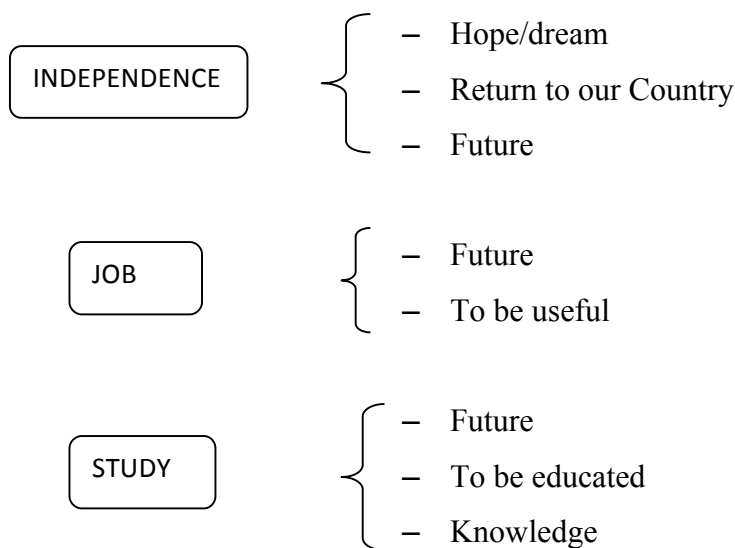 – Hope/dream
INDEPENDENCE
– Return to our Country
– Future
– Future
JOB
– To be useful
– Future
STUDY
– To be educated
– Knowledge